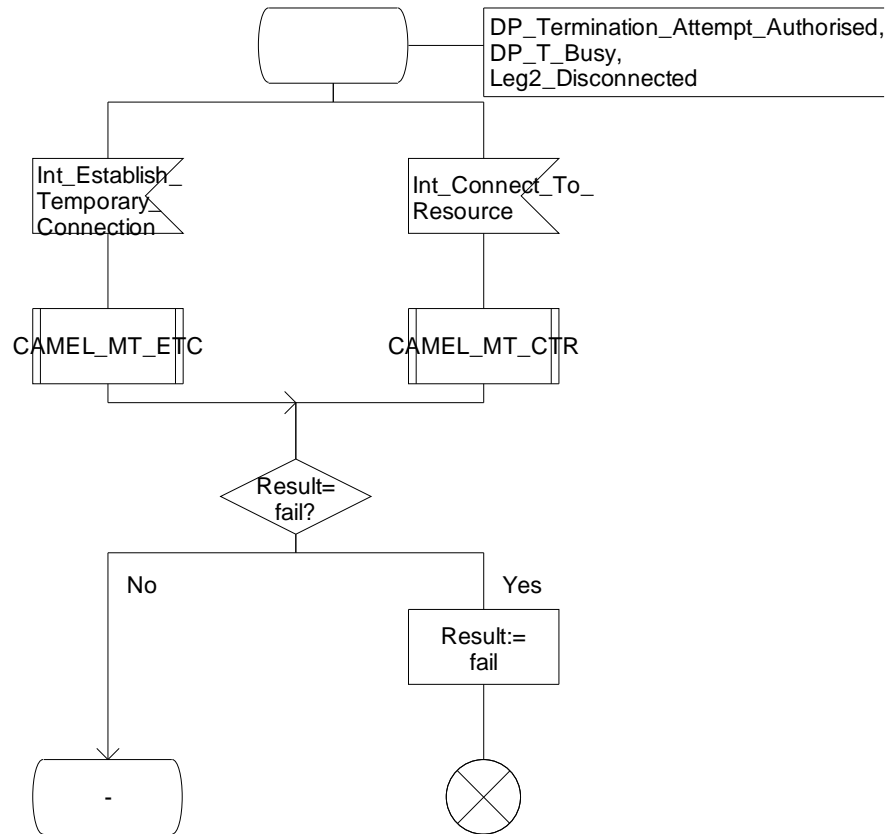 DP_Termination_Attempt_Authorised,
DP_T_Busy,
Leg2_Disconnected
Int_Establish_
Temporary_
Connection
Int_Connect_To_
Resource
CAMEL_MT_ETC
CAMEL_MT_CTR
Result=
fail?
No
Yes
Result:=
fail
-